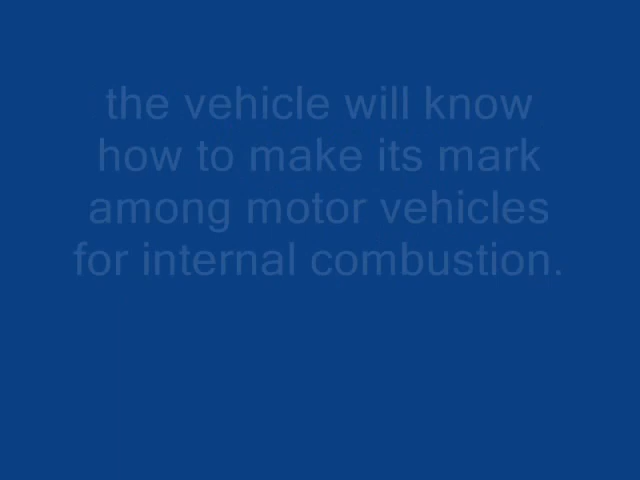 the vehicle will know
how to make its mark
among motor vehicles
for internal combustion.